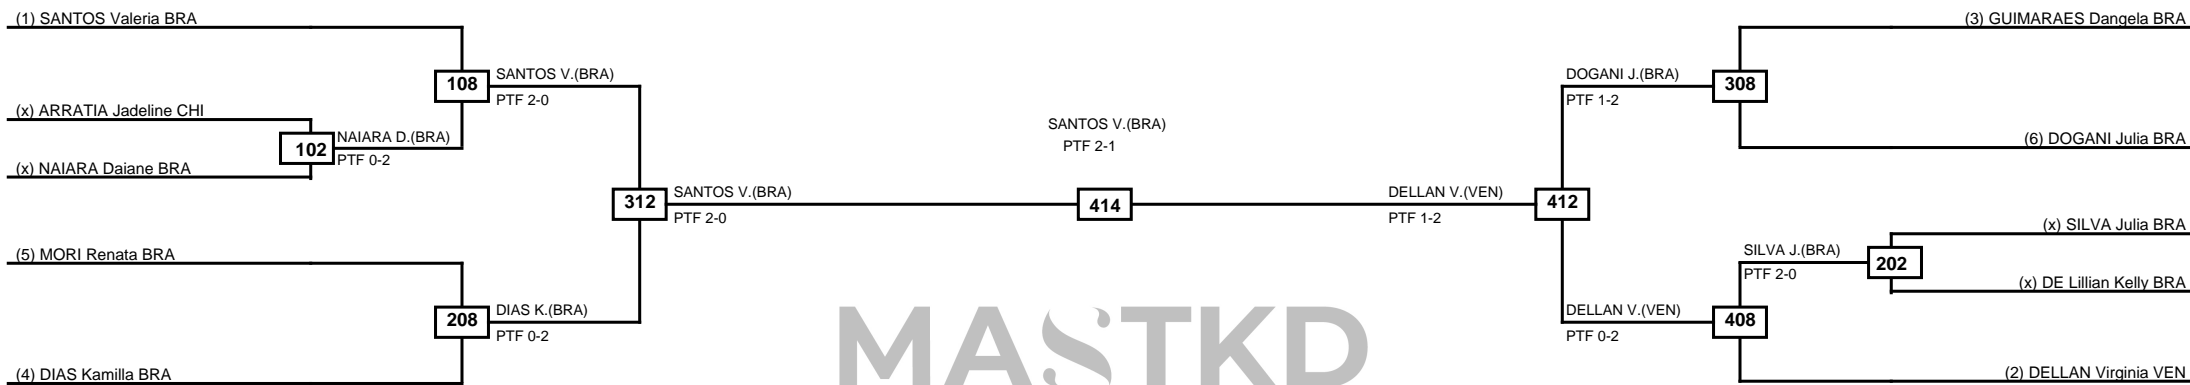 (1) SANTOS Valeria BRA
(3) GUIMARAES Dangela BRA
108
SANTOS V.(BRA)
PTF 2-0
DOGANI J.(BRA)
PTF 1-2
308
(x) ARRATIA Jadeline CHI
102
NAIARA D.(BRA)
PTF 0-2
(x) NAIARA Daiane BRA
SANTOS V.(BRA)
PTF 2-1
(6) DOGANI Julia BRA
312
SANTOS V.(BRA)
PTF 2-0
414
DELLAN V.(VEN)
PTF 1-2
412
(x) SILVA Julia BRA
SILVA J.(BRA)
PTF 2-0
202
(x) DE Lillian Kelly BRA
(5) MORI Renata BRA
208
DIAS K.(BRA)
PTF 0-2
DELLAN V.(VEN)
PTF 0-2
408
(4) DIAS Kamilla BRA
(2) DELLAN Virginia VEN
MASTKD